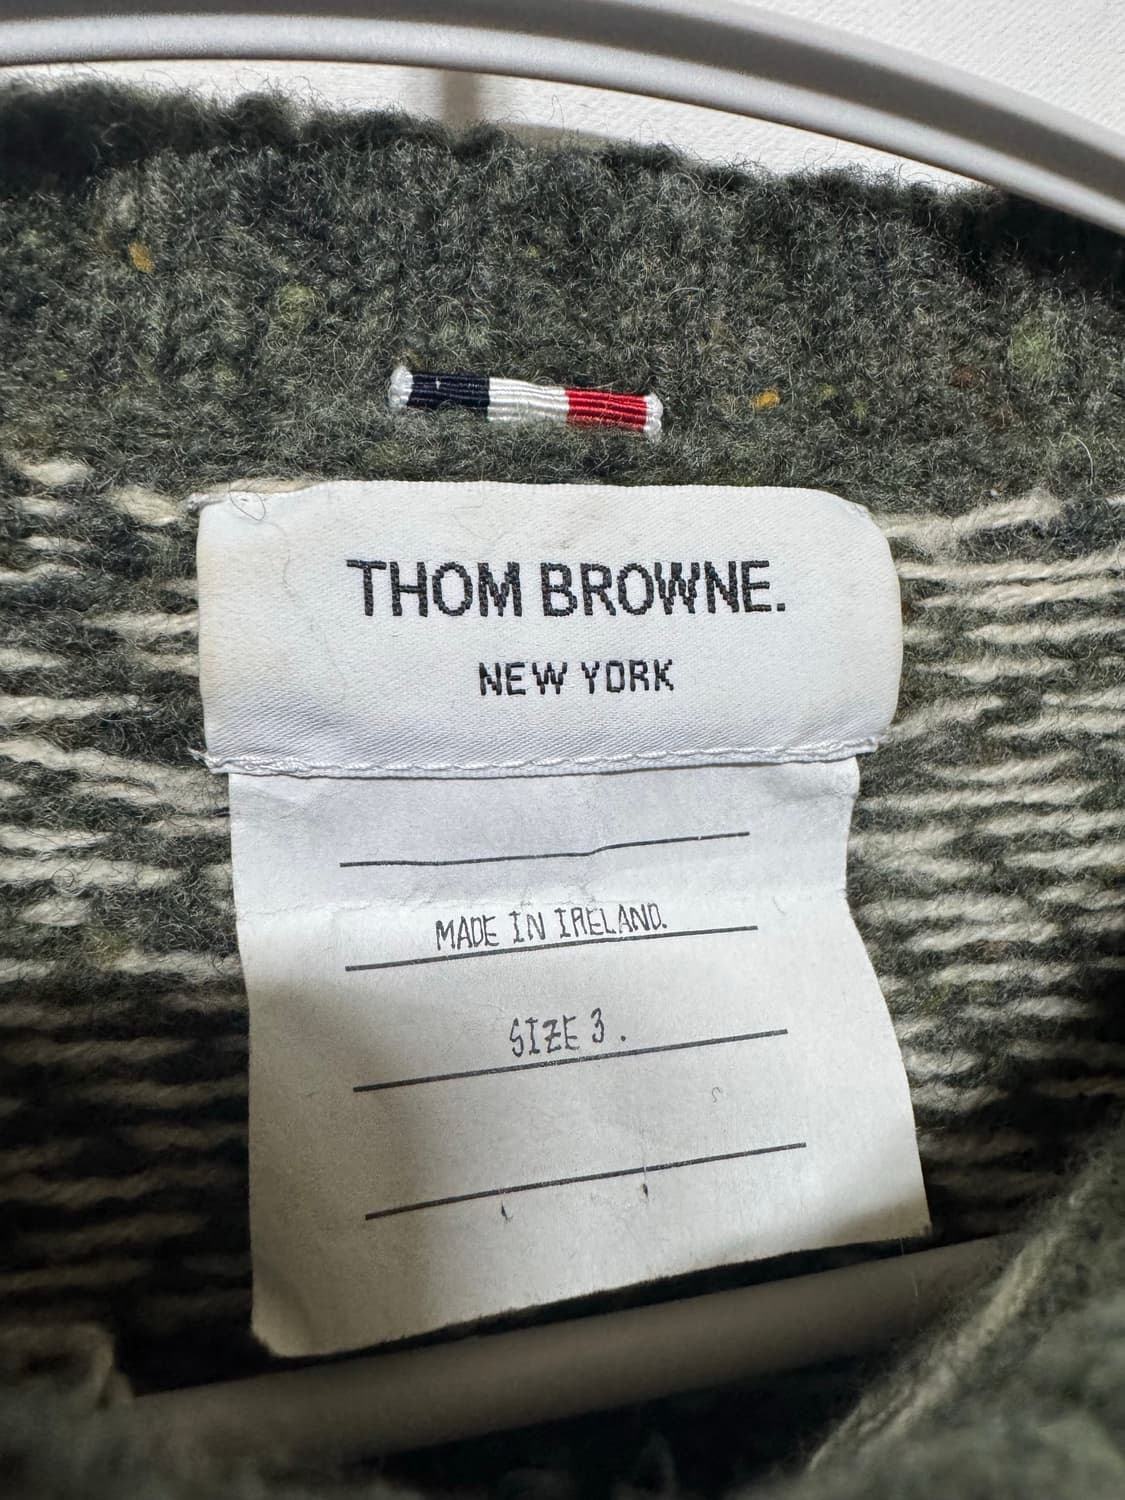 THOM BROWNE.
NEW YORK
MADE IN IRELAND.
SIZE 3.